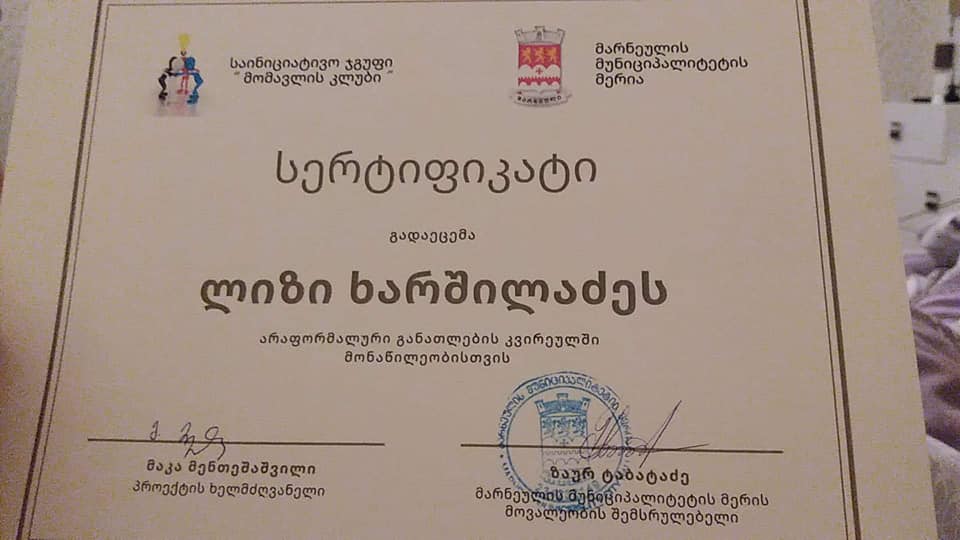 საინიციატივო ჯგუფი
“ მომავლის კლუბი ”
მარნეულის
მუნიციპალიტეტის
მერია
მარნეული
სერტიფიკატი
გადაეცემა
ლიზი ხარშილაძეს
არაფორმალური განათლების კვირეულში
მონაწილეობისთვის
მაკა მენთეშაშვილი
პროექტის ხელმძღვანელი
ზაურ ტაბატაძე
მარნეულის მუნიციპალიტეტის მერის
მოვალეობის შემსრულებელი